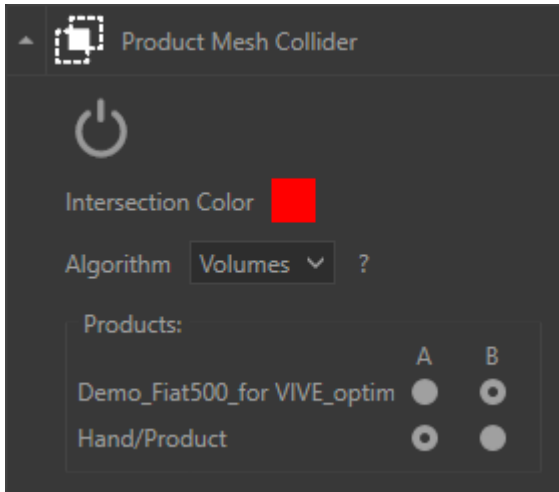 Product Mesh Collider
Intersection Color
Algorithm Volumes ?
Products:
A B
Demo_Fiat500_for VIVE_optim
Hand/Product